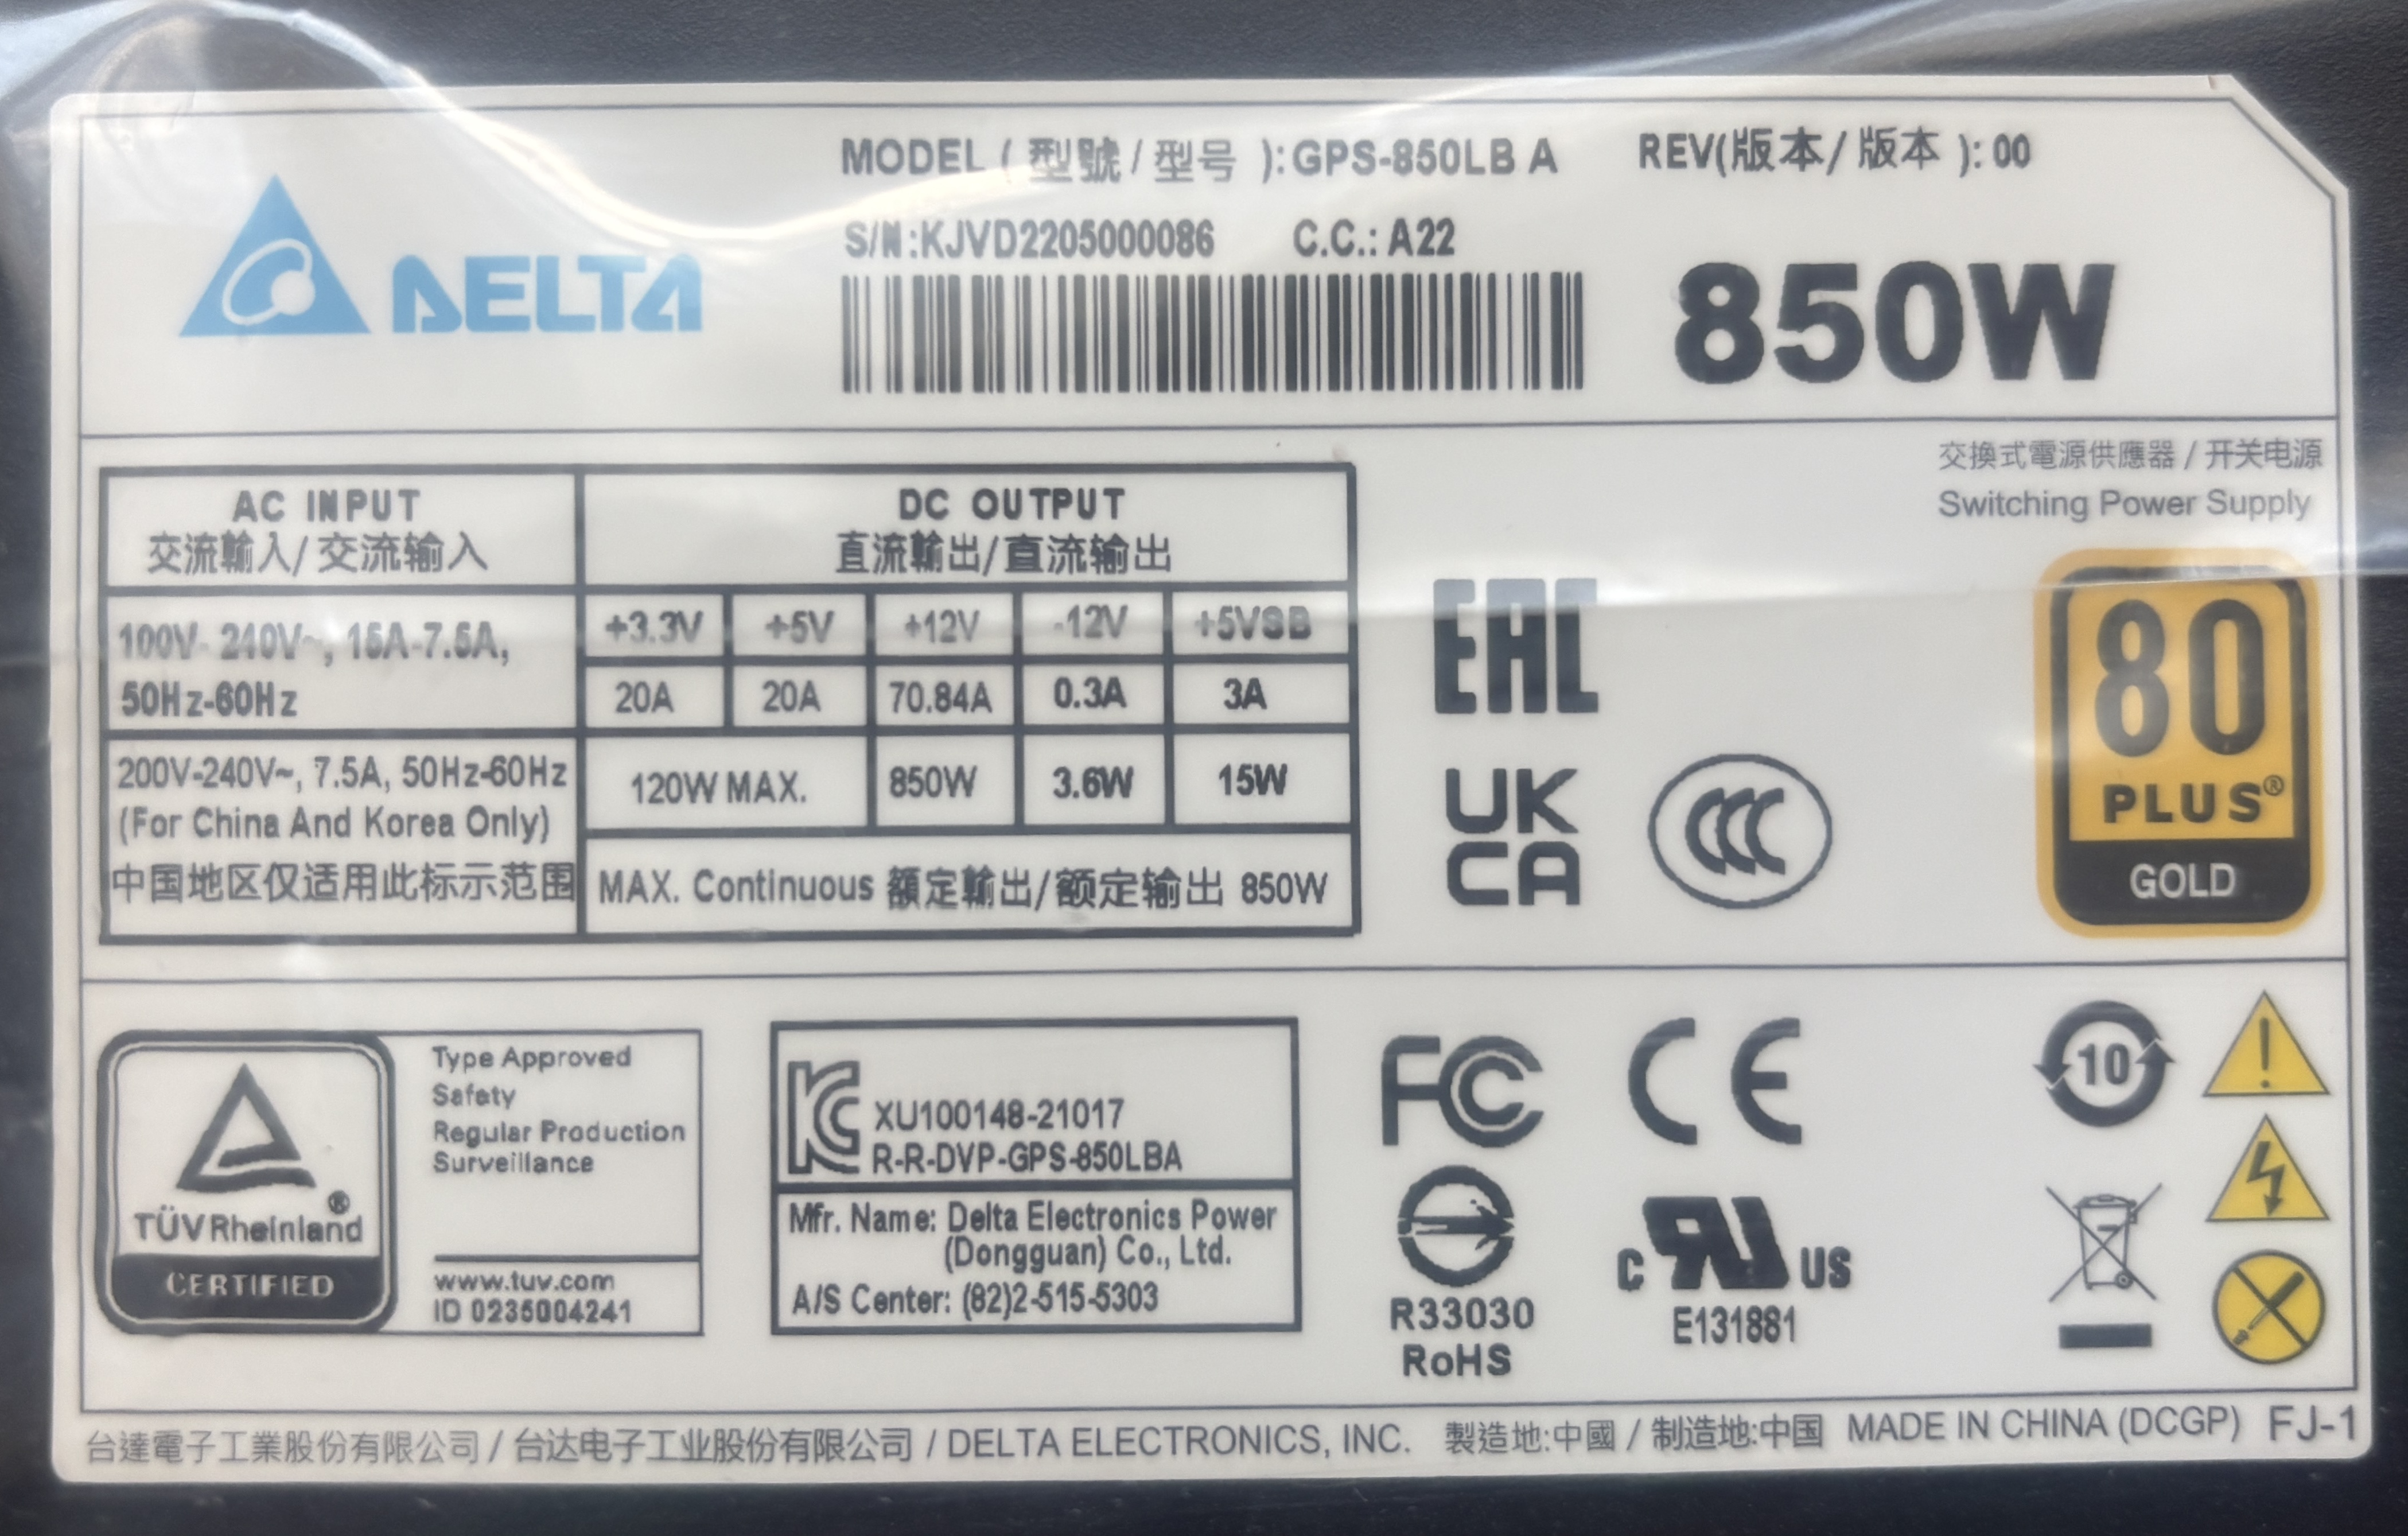 MODEL ( 型號 / 型号 ): GPS-850LB A REV(版本/ 版本 ): 00
DELTA
S/N:KJVD2205000086 C.C.: A22
850W
交換式電源供應器 / 开关电源
Switching Power Supply
AC INPUT
交流輸入/ 交流输入
DC OUTPUT
直流輸出/直流输出
100V- 240V~, 15A-7.5A,
50Hz-60Hz
+3.3V +5V +12V -12V +5VSB
20A 20A 70.84A 0.3A 3A
200V-240V~, 7.5A, 50Hz-60Hz
(For China And Korea Only)
中国地区仅适用此标示范围
120W MAX. 850W 3.6W 15W
MAX. Continuous 額定輸出/额定输出 850W
EAC
UK
CA
CCC
80
PLUS®
GOLD
TÜVRheinland®
CERTIFIED
Type Approved
Safety
Regular Production
Surveillance
www.tuv.com
ID 0235004241
KC
XU100148-21017
R-R-DVP-GPS-850LBA
Mfr. Name: Delta Electronics Power
(Dongguan) Co., Ltd.
A/S Center: (82)2-515-5303
FC
CE
10
R33030
RoHS
C RU US
E131881
台達電子工業股份有限公司 / 台达电子工业股份有限公司 / DELTA ELECTRONICS, INC. 製造地:中國 / 制造地:中国 MADE IN CHINA (DCGP) FJ-1